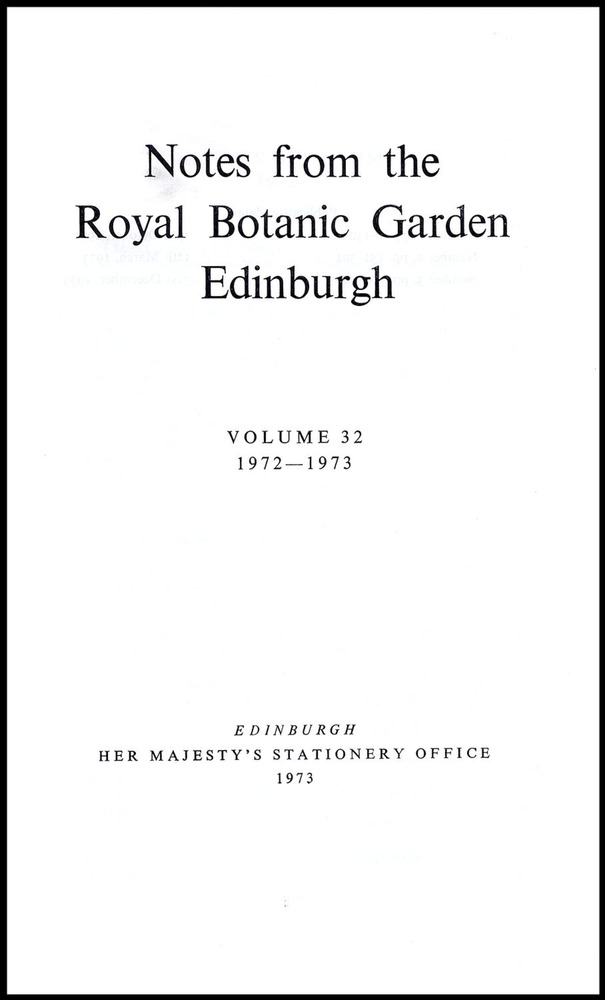 Notes from the
Royal Botanic Garden
Edinburgh
VOLUME 32
1972—1973
EDINBURGH
HER MAJESTY'S STATIONERY OFFICE
1973